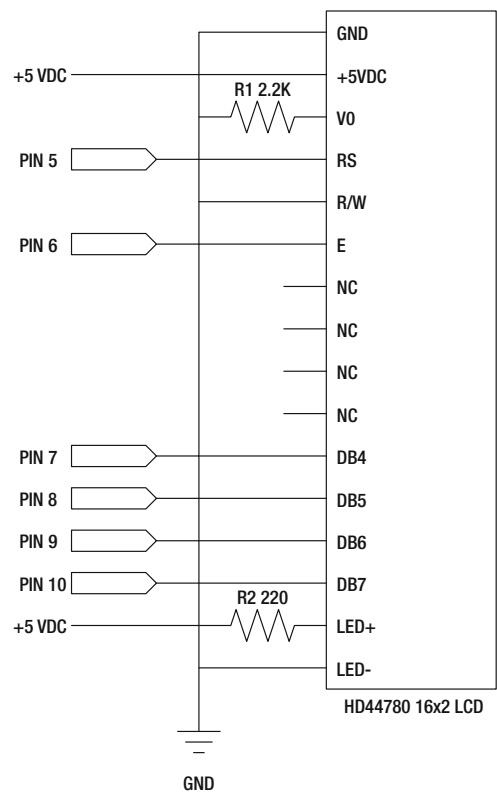 GND
+5 VDC +5VDC
R1 2.2K
V0
PIN 5 RS
R/W
PIN 6 E
NC
NC
NC
NC
PIN 7 DB4
PIN 8 DB5
PIN 9 DB6
PIN 10 DB7
R2 220
+5 VDC LED+
LED-
HD44780 16x2 LCD
GND